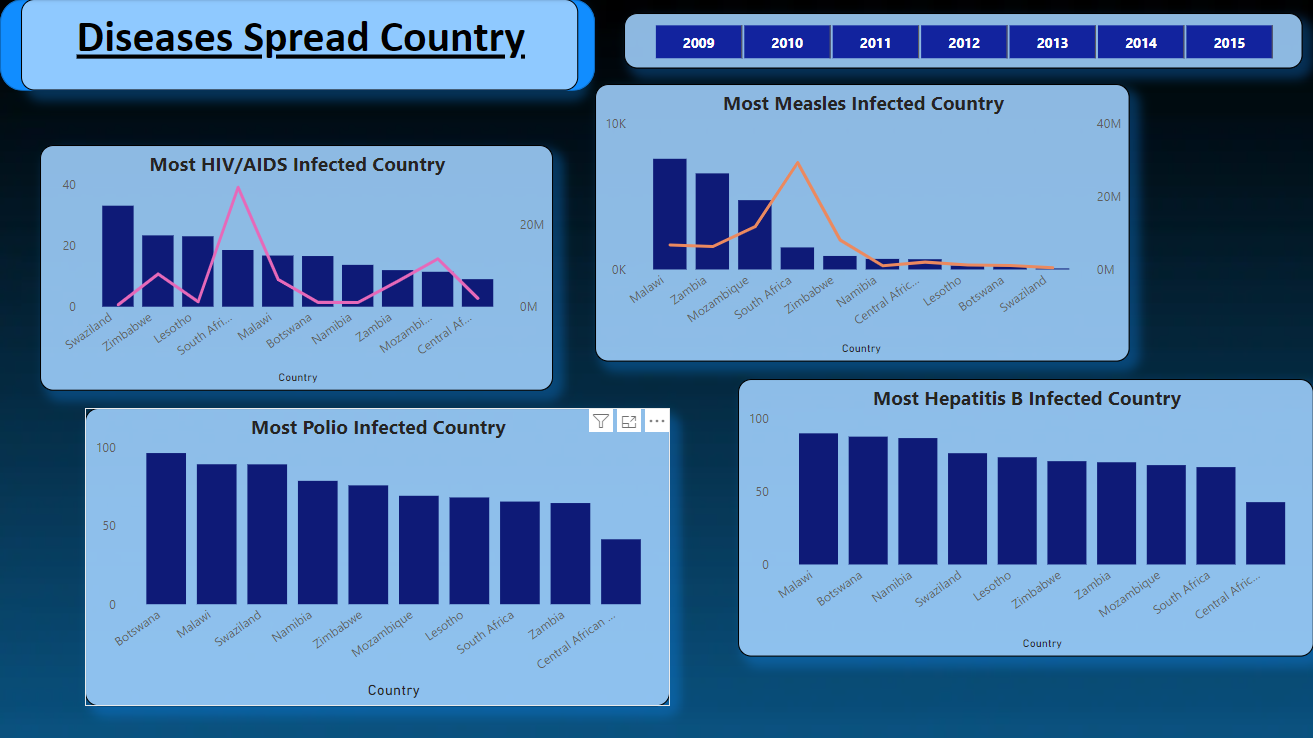 Diseases Spread Country
2009 2010 2011 2012 2013 2014 2015
Most HIV/AIDS Infected Country
40
20
0
20M
0M
Swaziland
Zimbabwe
Lesotho
South Afri...
Malawi
Botswana
Namibia
Zambia
Mozambi...
Central Af...
Country
Most Measles Infected Country
10K
0K
40M
20M
0M
Malawi
Zambia
Mozambique
South Africa
Zimbabwe
Namibia
Central Afric...
Lesotho
Botswana
Swaziland
Country
Most Polio Infected Country
100
50
0
Botswana
Malawi
Swaziland
Namibia
Zimbabwe
Mozambique
Lesotho
South Africa
Zambia
Central African ...
Country
Most Hepatitis B Infected Country
100
50
0
Malawi
Botswana
Namibia
Swaziland
Lesotho
Zimbabwe
Zambia
Mozambique
South Africa
Central Afric...
Country